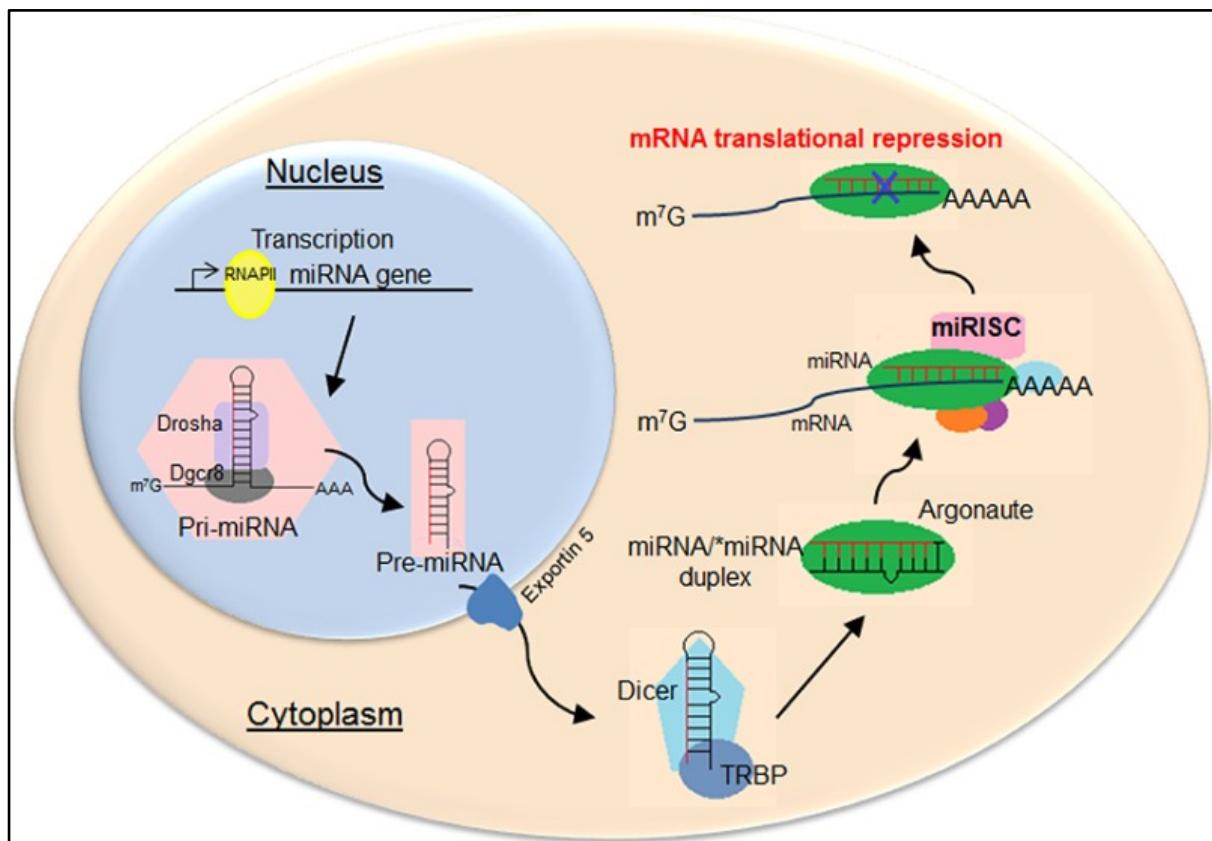 Nucleus
Transcription
RNAPII
miRNA gene
Drosha
Dgcr8
m⁷G
AAA
Pri-miRNA
Pre-miRNA
Exportin 5
Cytoplasm
Dicer
TRBP
miRNA/*miRNA
duplex
Argonaute
miRISC
miRNA
AAAAA
m⁷G
mRNA
mRNA translational repression
m⁷G
AAAAA